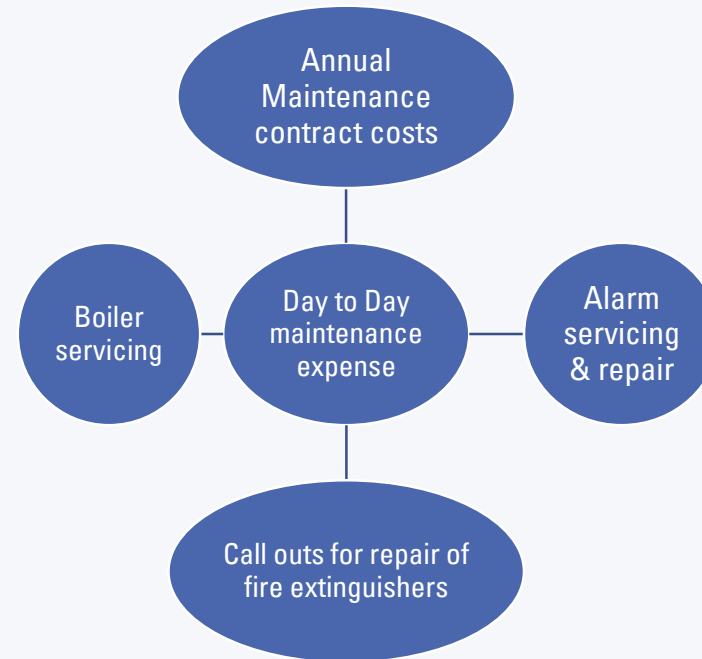 Annual
Maintenance
contract costs
Boiler
servicing
Day to Day
maintenance
expense
Alarm
servicing
& repair
Call outs for repair of
fire extinguishers